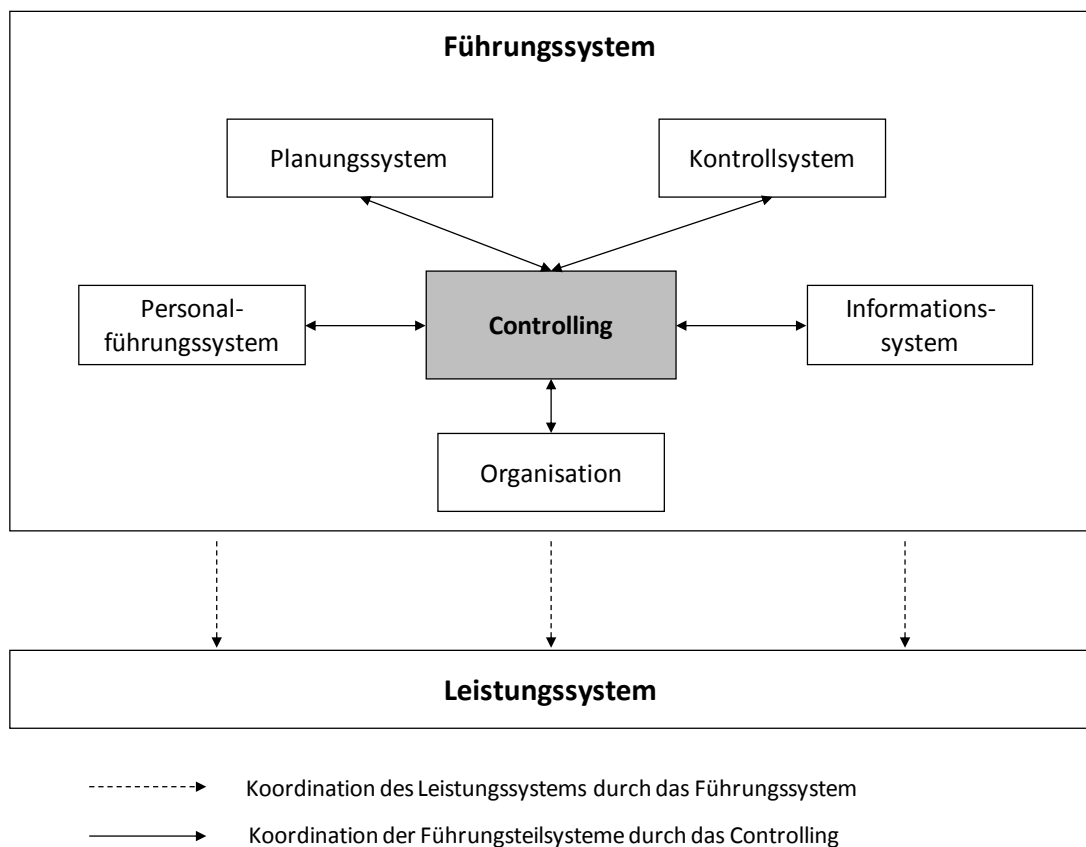 Führungssystem
Planungssystem
Kontrollsystem
Personal-
führungssystem
Controlling
Informations-
system
Organisation
Leistungssystem
Koordination des Leistungssystems durch das Führungssystem
Koordination der Führungsteilsysteme durch das Controlling